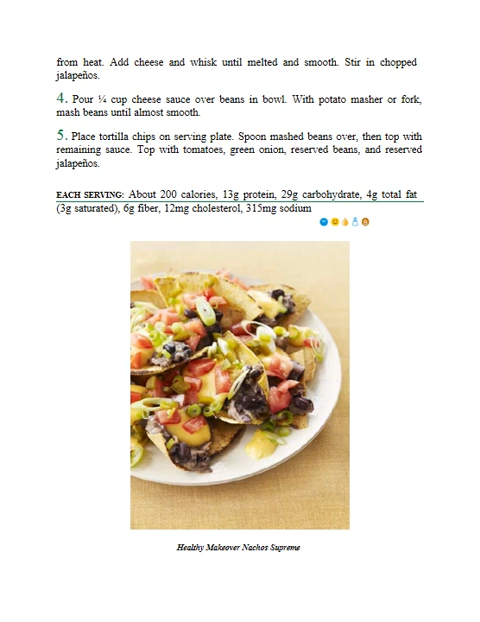 from heat. Add cheese and whisk until melted and smooth. Stir in chopped
jalapeños.
4. Pour ¼ cup cheese sauce over beans in bowl. With potato masher or fork,
mash beans until almost smooth.
5. Place tortilla chips on serving plate. Spoon mashed beans over, then top with
remaining sauce. Top with tomatoes, green onion, reserved beans, and reserved
jalapeños.
EACH SERVING: About 200 calories, 13g protein, 29g carbohydrate, 4g total fat
(3g saturated), 6g fiber, 12mg cholesterol, 315mg sodium
Healthy Makeover Nachos Supreme